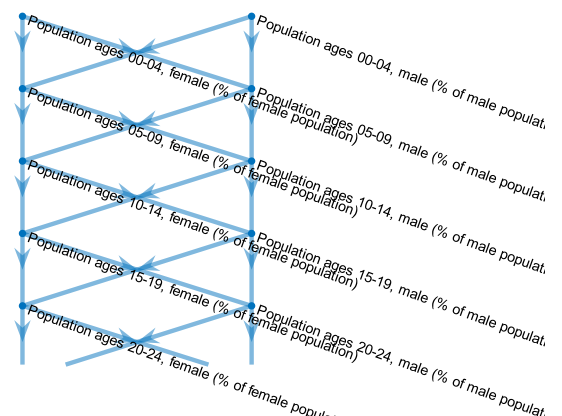 Population ages 00-04, female (% of female population)
Population ages 00-04, male (% of male populati
Population ages 05-09, female (% of female population)
Population ages 05-09, male (% of male populat
Population ages 10-14, female (% of female population)
Population ages 10-14, male (% of male populat
Population ages 15-19, female (% of female population)
Population ages 15-19, male (% of male populat
Population ages 20-24, female (% of female popula
Population ages 20-24, male (% of male populat